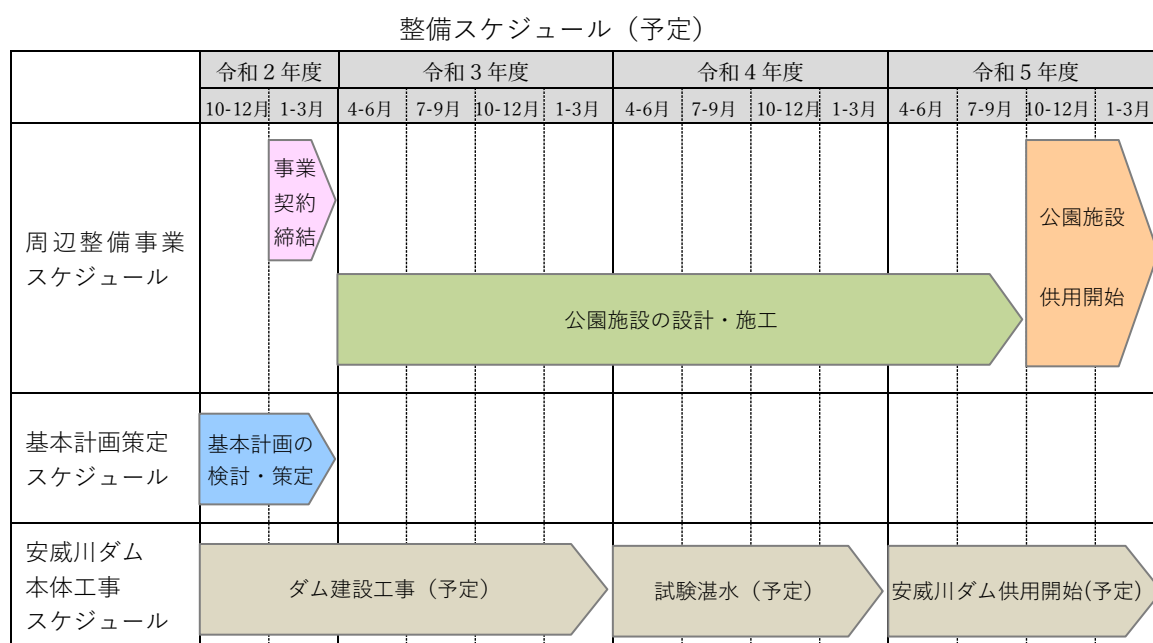 整備スケジュール（予定）
令和２年度 令和３年度 令和４年度 令和５年度
10-12月 1-3月 4-6月 7-9月 10-12月 1-3月 4-6月 7-9月 10-12月 1-3月 4-6月 7-9月 10-12月 1-3月
周辺整備事業
スケジュール
事業
契約
締結
公園施設の設計・施工
公園施設
供用開始
基本計画策定
スケジュール
基本計画の
検討・策定
安威川ダム
本体工事
スケジュール
ダム建設工事（予定）
試験湛水（予定）
安威川ダム供用開始(予定)